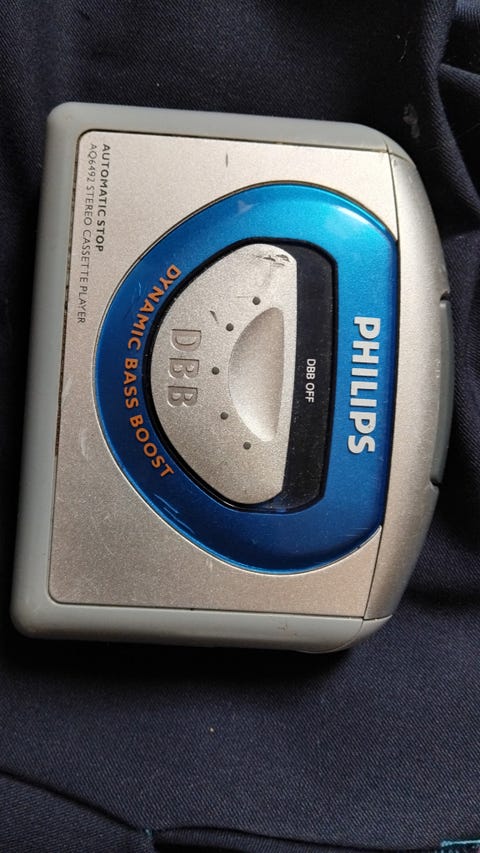 PHILIPS
DBB OFF
DBB
DYNAMIC BASS BOOST
AUTOMATIC STOP
AQ6492 STEREO CASSETTE PLAYER